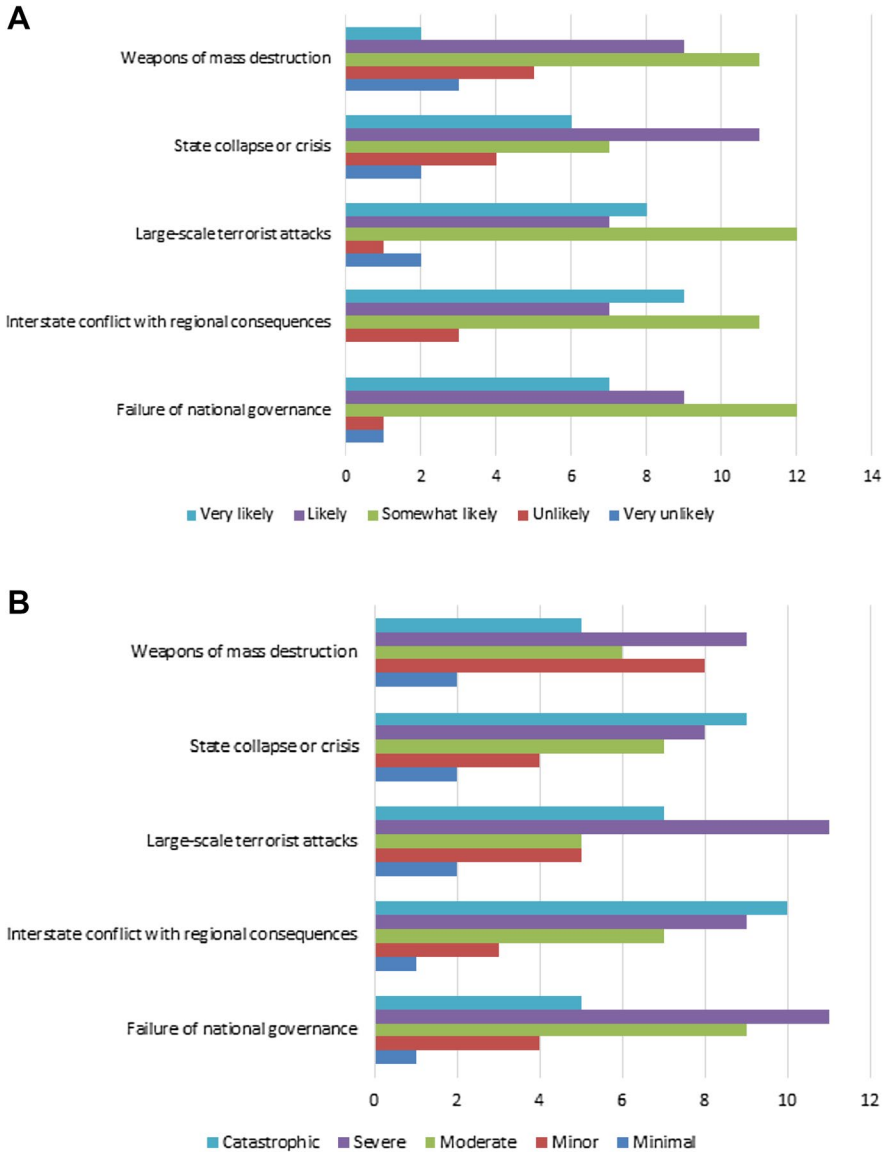 A
Weapons of mass destruction
State collapse or crisis
Large-scale terrorist attacks
Interstate conflict with regional consequences
Failure of national governance
0 2 4 6 8 10 12 14
Very likely Likely Somewhat likely Unlikely Very unlikely
B
Weapons of mass destruction
State collapse or crisis
Large-scale terrorist attacks
Interstate conflict with regional consequences
Failure of national governance
0 2 4 6 8 10 12
Catastrophic Severe Moderate Minor Minimal